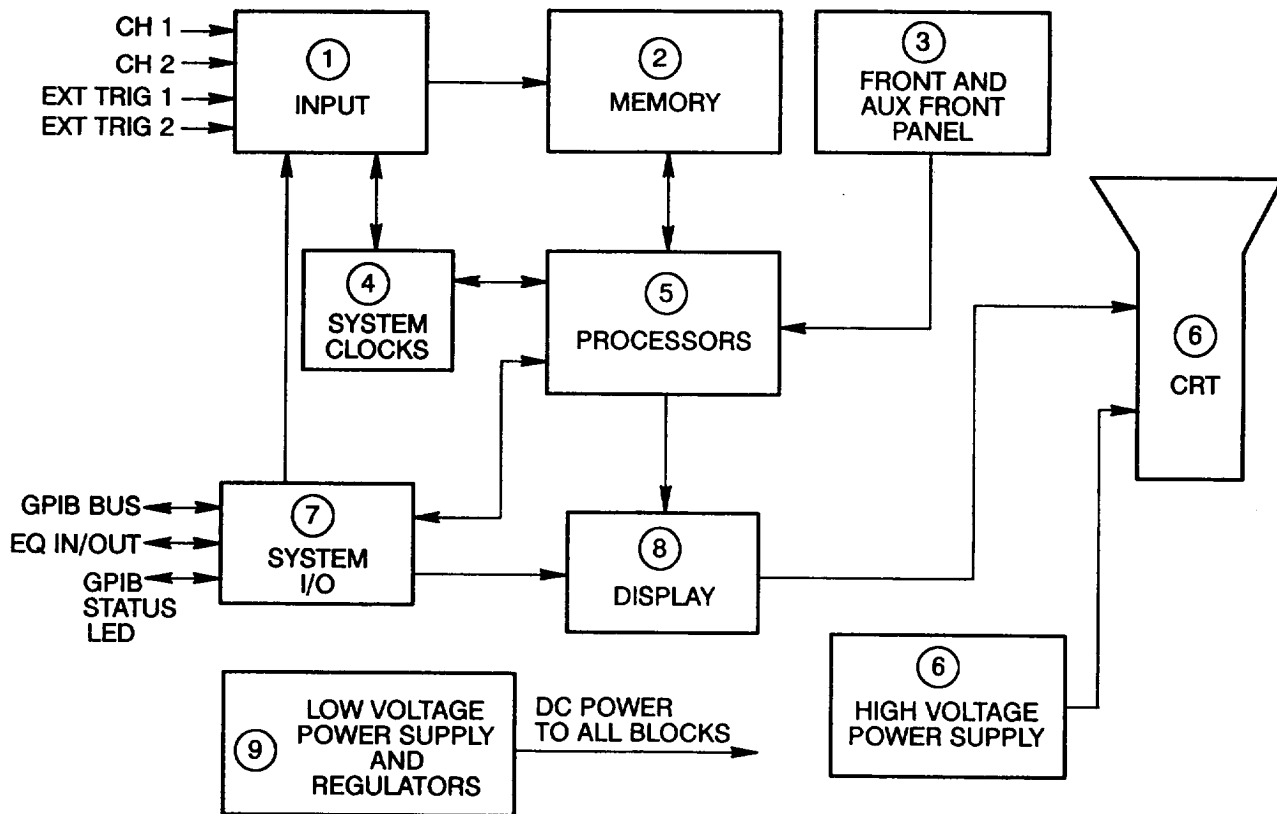 CH 1
CH 2
EXT TRIG 1
EXT TRIG 2
1
INPUT
2
MEMORY
3
FRONT AND
AUX FRONT
PANEL
4
SYSTEM
CLOCKS
5
PROCESSORS
6
CRT
GPIB BUS
EQ IN/OUT
GPIB
STATUS
LED
7
SYSTEM
I/O
8
DISPLAY
9
LOW VOLTAGE
POWER SUPPLY
AND
REGULATORS
DC POWER
TO ALL BLOCKS
6
HIGH VOLTAGE
POWER SUPPLY